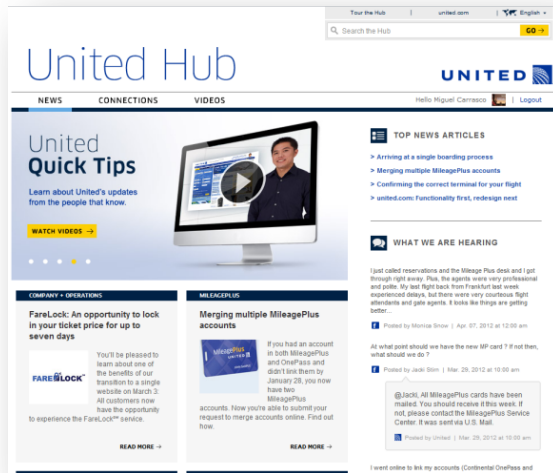 Tour the Hub | united.com | English
Search the Hub
GO
United Hub
UNITED
NEWS CONNECTIONS VIDEOS
Hello Miguel Carrasco | Logout
United
Quick Tips
Learn about United's updates
from the people that know.
WATCH VIDEOS
TOP NEWS ARTICLES
> Arriving at a single boarding process
> Merging multiple MileagePlus accounts
> Confirming the correct terminal for your flight
> united.com: Functionality first, redesign next
WHAT WE ARE HEARING
I just called reservations and the Mileage Plus desk and I got
through right away. Plus, the agents were very professional
and polite. My last flight back from Frankfurt last week
experienced delays, but there were very courteous flight
attendants and gate agents. It looks like things are getting
better...
Posted by Monica Snow | Apr. 07, 2012 at 12:00 am
At what point should we have the new MP card ? If not then,
what should we do ?
Posted by Jacki Stirn | Mar. 29, 2012 at 10:00 am
@Jacki, All MileagePlus cards have been
mailed. You should receive it this week. If
not, please contact the MileagePlus Service
Center. It was sent via U.S. Mail.
Posted by United | Mar. 29, 2012 at 10:00 am
I went online to link my accounts (Continental OnePass and
COMPANY + OPERATIONS
FareLock: An opportunity to lock
in your ticket price for up to
seven days
FARELOCK
You'll be pleased to
learn about one of
the benefits of our
transition to a single
website on March 3:
All customers now
have the opportunity
to experience the FareLock℠ service.
READ MORE
MILEAGEPLUS
Merging multiple MileagePlus
accounts
MileagePlus
UNITED
If you had an account
in both MileagePlus
and OnePass and
didn't link them by
January 28, you now
have two
MileagePlus
accounts. Now you're able to submit your
request to merge accounts online. Find out
how.
READ MORE